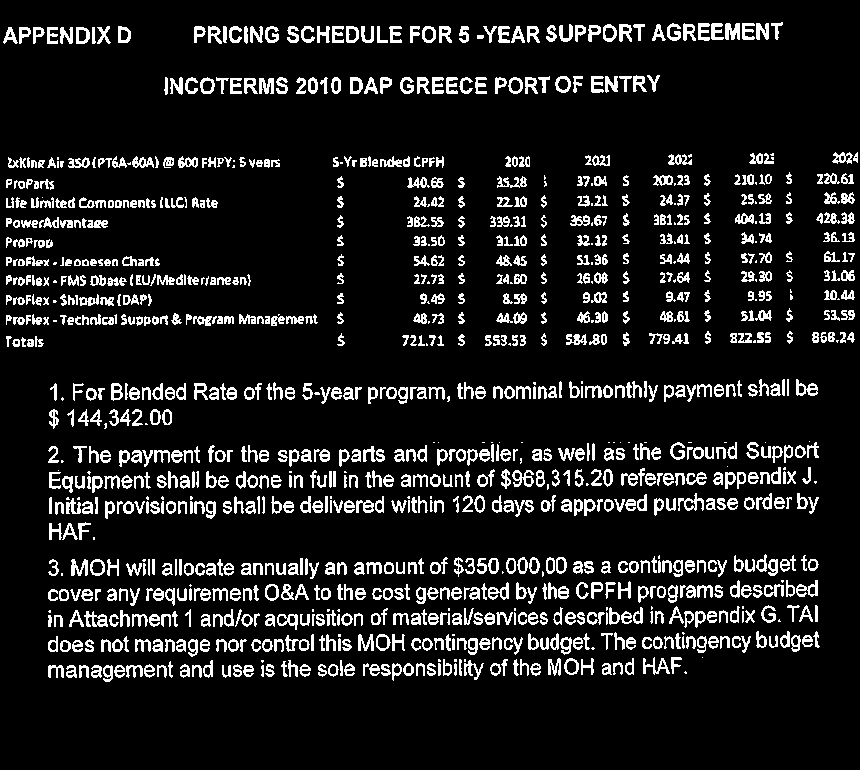 APPENDIX D PRICING SCHEDULE FOR 5 -YEAR SUPPORT AGREEMENT
INCOTERMS 2010 DAP GREECE PORT OF ENTRY
2xKing Air 350 (PT6A-60A) @ 600 FHPY; 5 years 5-Yr Blended CPFH 2020 2021 2022 2023 2024
ProParts $ 140.65 $ 35.28 $ 37.04 $ 200.23 $ 210.10 $ 220.61
Life Limited Components (LLC) Rate $ 24.42 $ 22.10 $ 23.21 $ 24.37 $ 25.58 $ 26.86
PowerAdvantage $ 382.55 $ 339.31 $ 359.67 $ 381.25 $ 404.13 $ 428.38
ProProp $ 33.50 $ 31.10 $ 32.12 $ 33.41 $ 34.74 36.13
ProFlex - Jeppesen Charts $ 54.62 $ 48.45 $ 51.36 $ 54.44 $ 57.70 $ 61.17
ProFlex - FMS Dbase (EU/Mediterranean) $ 27.73 $ 24.60 $ 26.08 $ 27.64 $ 29.30 $ 31.06
ProFlex - Shipping (DAP) $ 9.49 $ 8.59 $ 9.02 $ 9.47 $ 9.95 10.44
ProFlex - Technical Support & Program Management $ 48.73 $ 44.09 $ 46.30 $ 48.61 $ 51.04 $ 53.59
Totals $ 721.71 $ 553.53 $ 584.80 $ 779.41 $ 822.55 $ 868.24
1. For Blended Rate of the 5-year program, the nominal bimonthly payment shall be
$ 144,342.00
2. The payment for the spare parts and propeller, as well as the Ground Support
Equipment shall be done in full in the amount of $968,315.20 reference appendix J.
Initial provisioning shall be delivered within 120 days of approved purchase order by
HAF.
3. MOH will allocate annually an amount of $350.000,00 as a contingency budget to
cover any requirement O&A to the cost generated by the CPFH programs described
in Attachment 1 and/or acquisition of material/services described in Appendix G. TAI
does not manage nor control this MOH contingency budget. The contingency budget
management and use is the sole responsibility of the MOH and HAF.